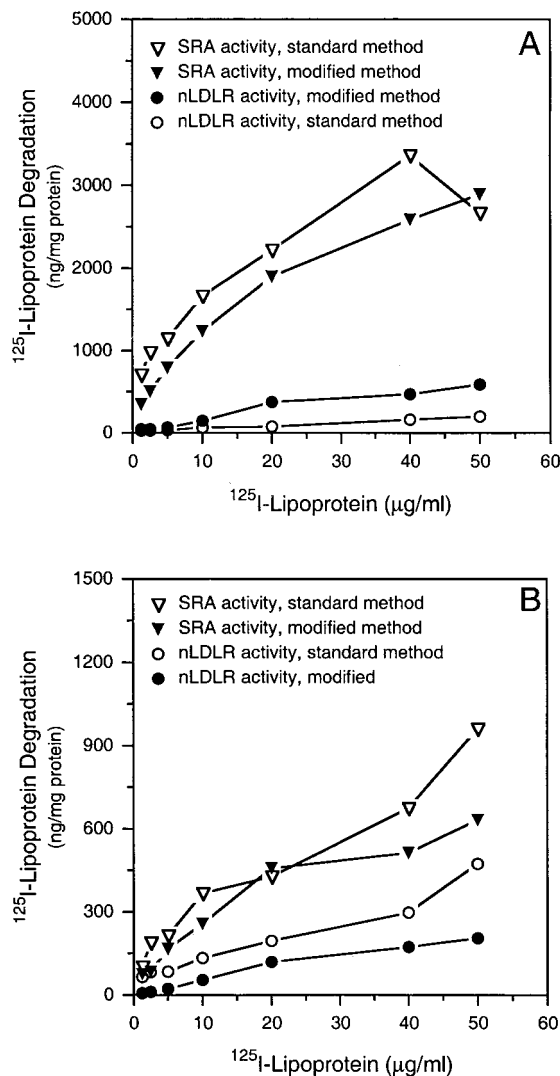 A
SRA activity, standard method
SRA activity, modified method
nLDLR activity, modified method
nLDLR activity, standard method
5000
4000
3000
2000
1000
0
¹²⁵I-Lipoprotein Degradation
(ng/mg protein)
0 10 20 30 40 50 60
¹²⁵I-Lipoprotein (μg/ml)
B
SRA activity, standard method
SRA activity, modified method
nLDLR activity, standard method
nLDLR activity, modified
1500
1200
900
600
300
0
¹²⁵I-Lipoprotein Degradation
(ng/mg protein)
0 10 20 30 40 50 60
¹²⁵I-Lipoprotein (μg/ml)